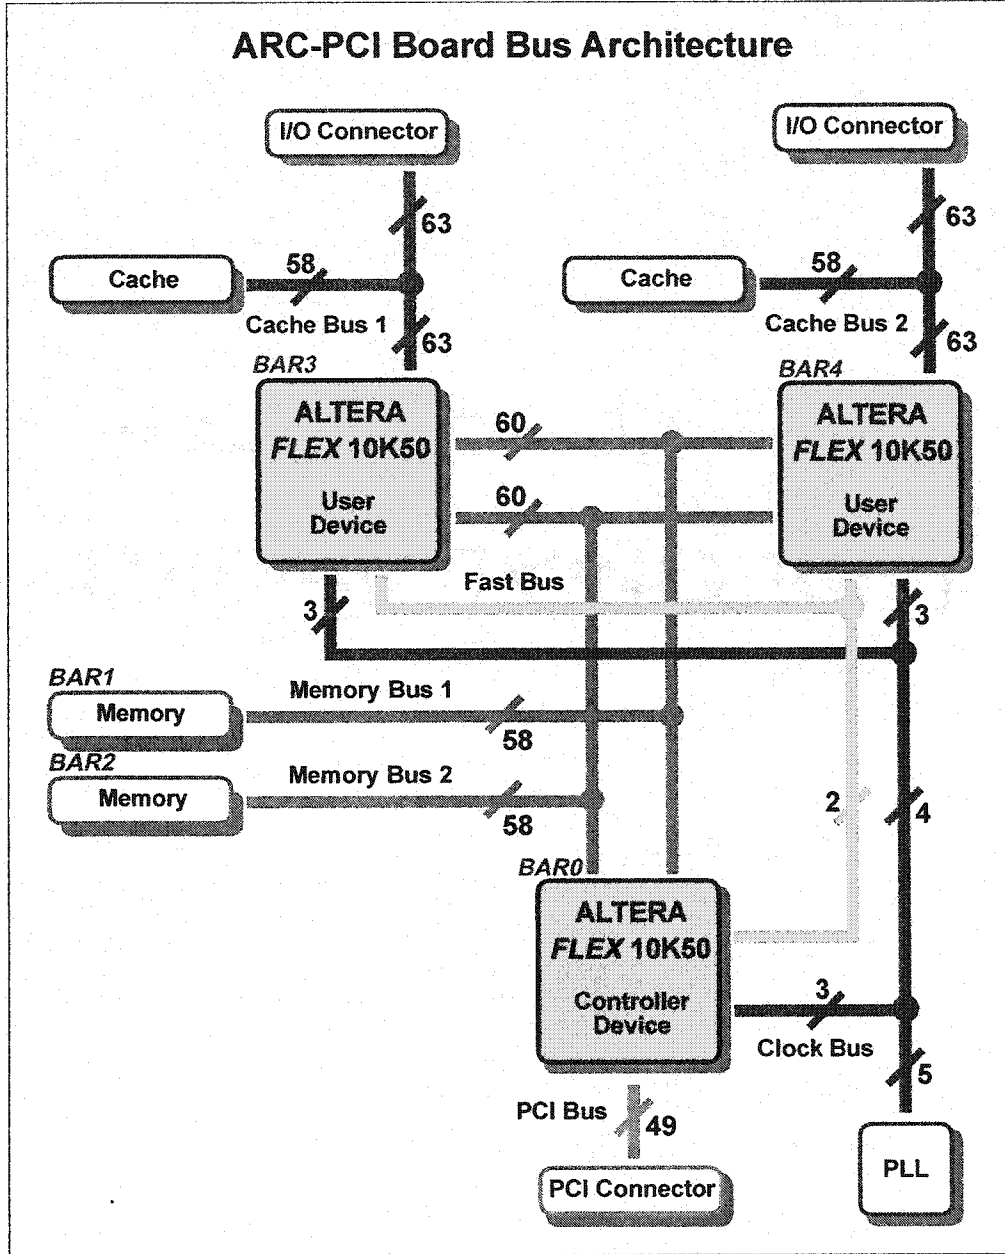 ARC-PCI Board Bus Architecture
I/O Connector
I/O Connector
63
63
58
58
Cache
Cache
Cache Bus 1
Cache Bus 2
63
63
BAR3
BAR4
ALTERA
FLEX 10K50
User
Device
60
60
ALTERA
FLEX 10K50
User
Device
Fast Bus
3
3
BAR1
Memory
Memory Bus 1
58
BAR2
Memory
Memory Bus 2
58
2
4
BAR0
ALTERA
FLEX 10K50
Controller
Device
3
Clock Bus
5
PCI Bus
49
PCI Connector
PLL